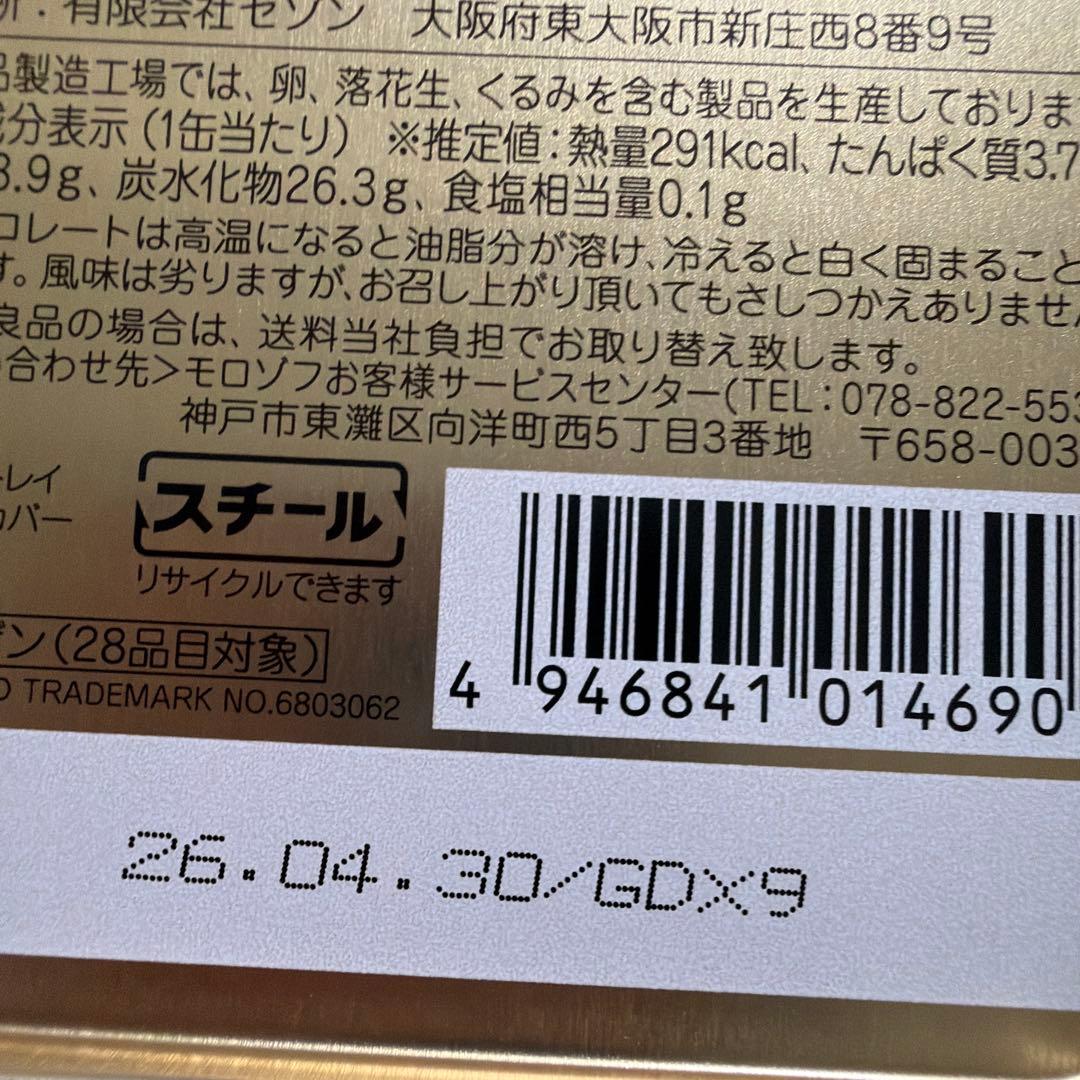 所：有限会社セゾン　大阪府東大阪市新庄西8番9号
品製造工場では、卵、落花生、くるみを含む製品を生産しておりま
成分表示（1缶当たり）　※推定値：熱量291kcal、たんぱく質3.7
8.9g、炭水化物26.3g、食塩相当量0.1g
コレートは高温になると油脂分が溶け、冷えると白く固まること
す。風味は劣りますが、お召し上がり頂いてもさしつかえありません
良品の場合は、送料当社負担でお取り替え致します。
い合わせ先＞モロゾフお客様サービスセンター（TEL：078-822-553
神戸市東灘区向洋町西5丁目3番地　〒658-003
トレイ
カバー
スチール
リサイクルできます
ゲン（28品目対象）
D TRADEMARK NO.6803062
4 946841 014690
26.04.30/GDX9